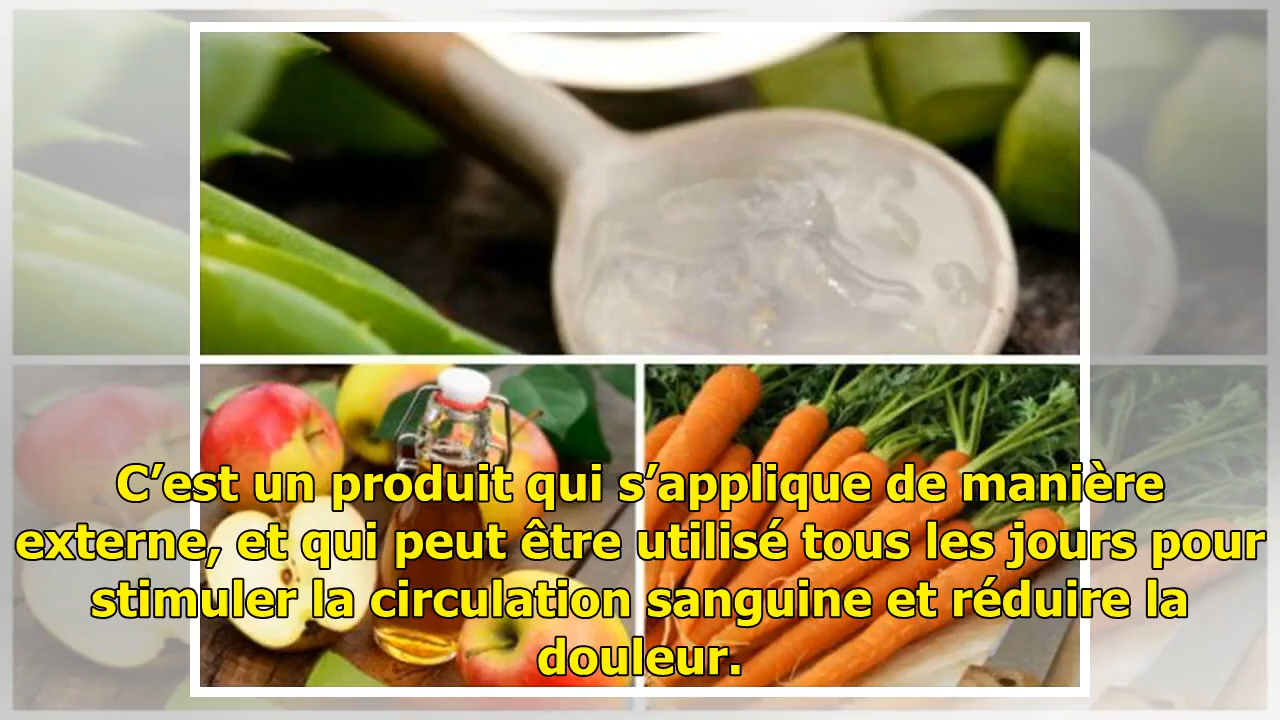 C’est un produit qui s’applique de manière
externe, et qui peut être utilisé tous les jours pour
stimuler la circulation sanguine et réduire la
douleur.